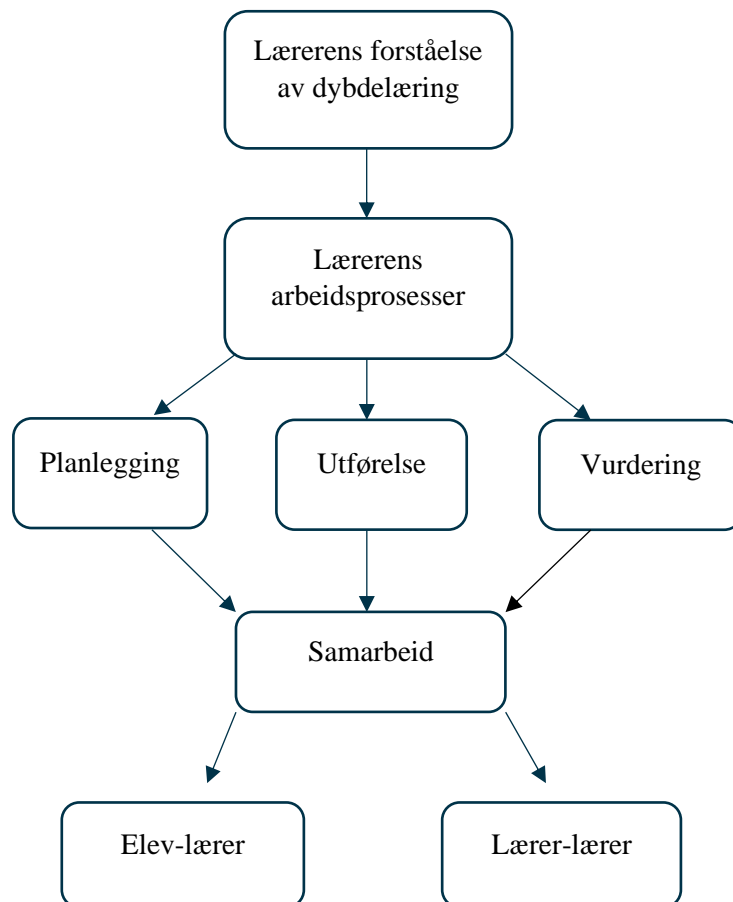 Lærerens forståelse
av dybdelæring
Lærerens
arbeidsprosesser
Planlegging
Utførelse
Vurdering
Samarbeid
Elev-lærer
Lærer-lærer